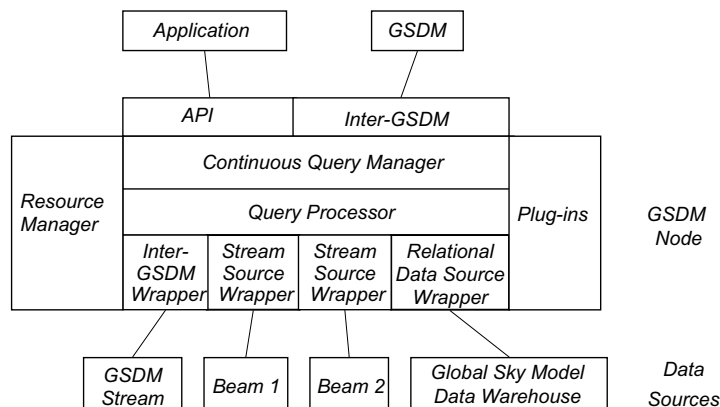 Application
GSDM
API
Inter-GSDM
Continuous Query Manager
Resource
Manager
Query Processor
Plug-ins
GSDM
Node
Inter-
GSDM
Wrapper
Stream
Source
Wrapper
Stream
Source
Wrapper
Relational
Data Source
Wrapper
GSDM
Stream
Beam 1
Beam 2
Global Sky Model
Data Warehouse
Data
Sources